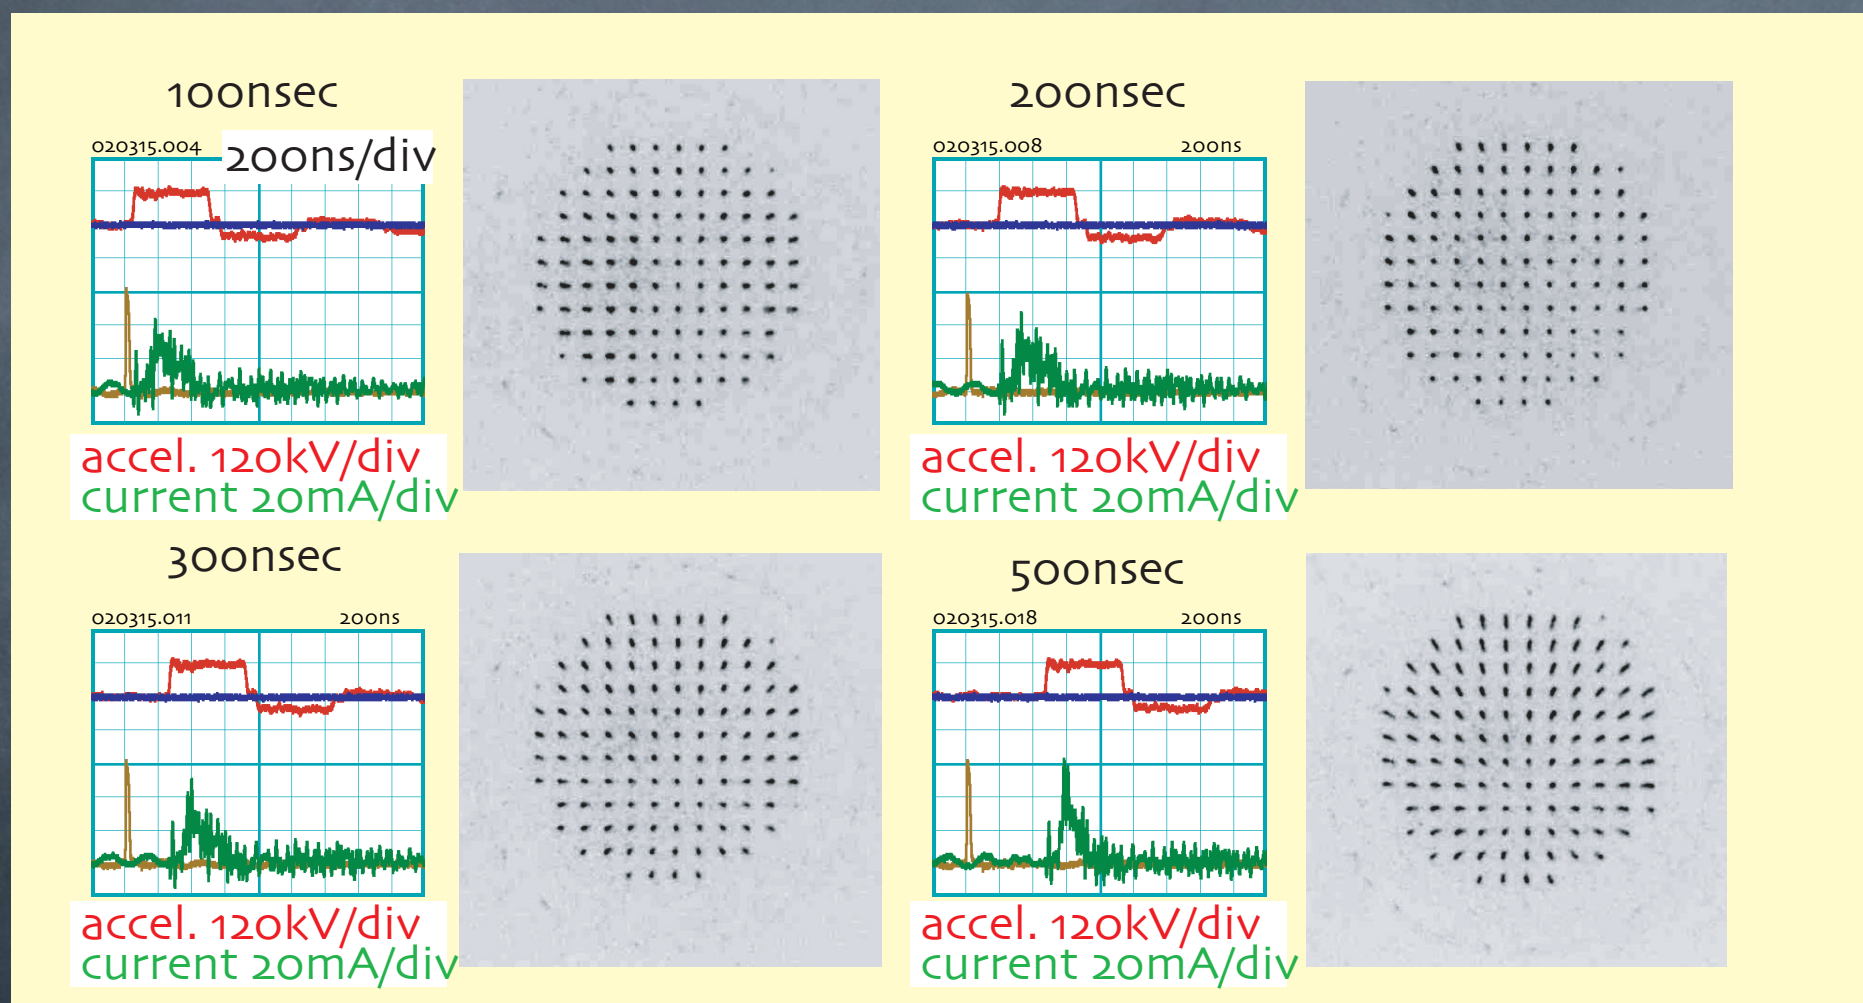 100nsec
020315.004
200ns/div
accel. 120kV/div
current 20mA/div
200nsec
020315.008 200ns
accel. 120kV/div
current 20mA/div
300nsec
020315.011 200ns
accel. 120kV/div
current 20mA/div
500nsec
020315.018 200ns
accel. 120kV/div
current 20mA/div